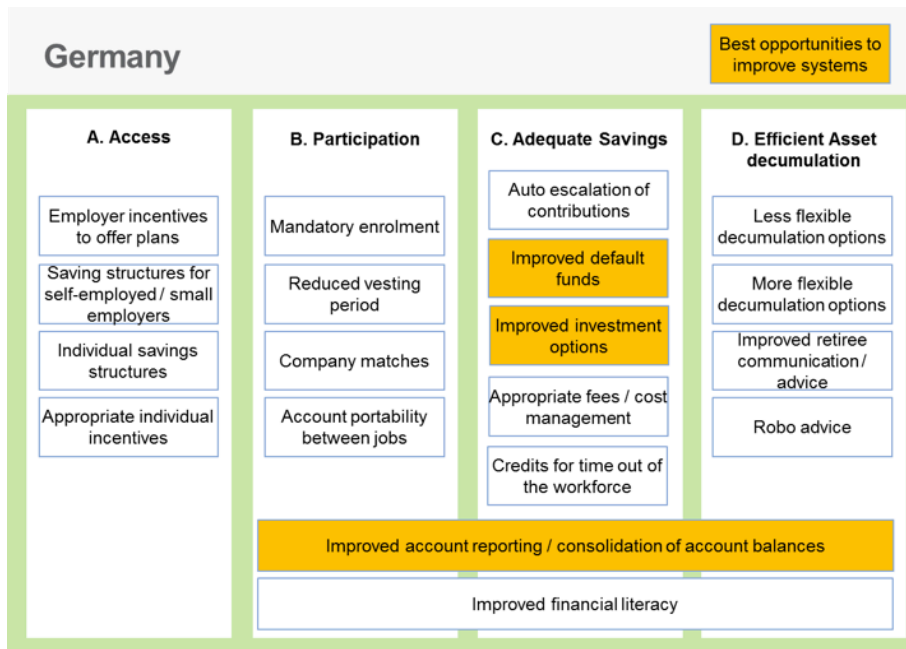 Germany
Best opportunities to
improve systems
A. Access
Employer incentives
to offer plans
Saving structures for
self-employed / small
employers
Individual savings
structures
Appropriate individual
incentives
B. Participation
Mandatory enrolment
Reduced vesting
period
Company matches
Account portability
between jobs
C. Adequate Savings
Auto escalation of
contributions
Improved default
funds
Improved investment
options
Appropriate fees / cost
management
Credits for time out of
the workforce
D. Efficient Asset
decumulation
Less flexible
decumulation options
More flexible
decumulation options
Improved retiree
communication /
advice
Robo advice
Improved account reporting / consolidation of account balances
Improved financial literacy